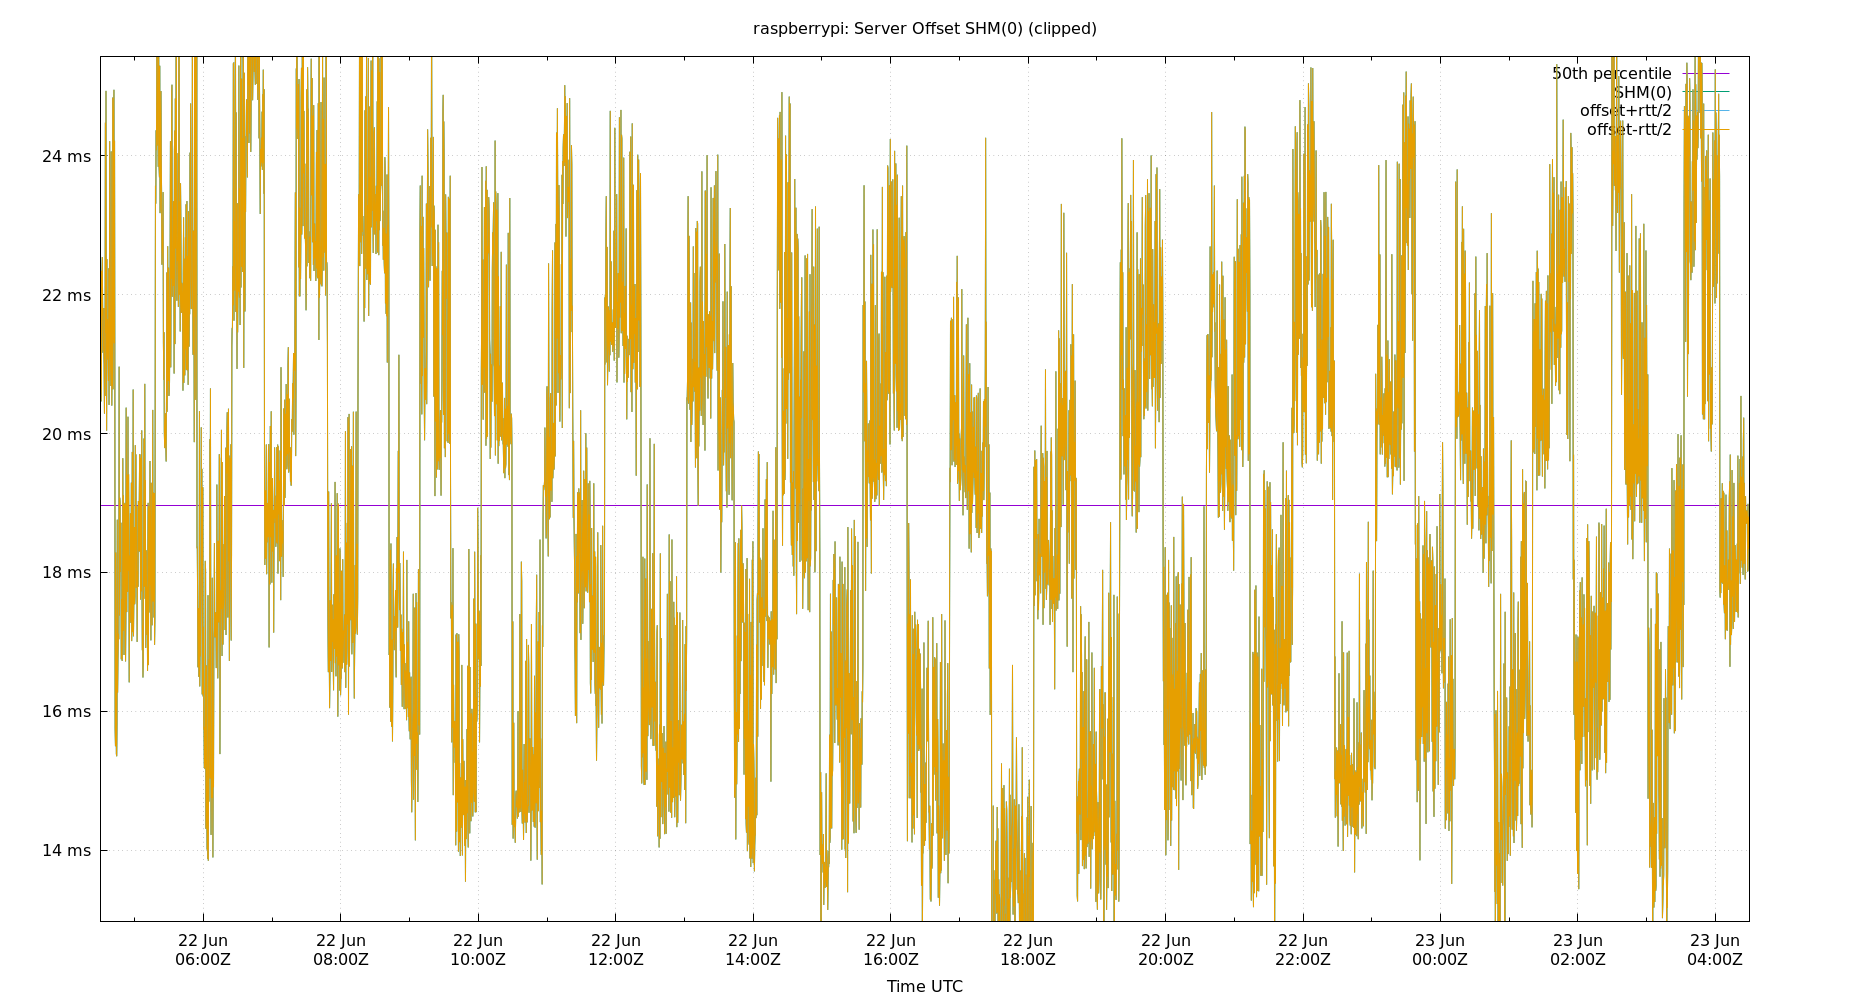 raspberrypi: Server Offset SHM(0) (clipped)
50th percentile
SHM(0)
offset+rtt/2
offset-rtt/2
24 ms
22 ms
20 ms
18 ms
16 ms
14 ms
22 Jun 22 Jun 22 Jun 22 Jun 22 Jun 22 Jun 22 Jun 22 Jun 22 Jun 23 Jun 23 Jun 23 Jun
06:00Z 08:00Z 10:00Z 12:00Z 14:00Z 16:00Z 18:00Z 20:00Z 22:00Z 00:00Z 02:00Z 04:00Z
Time UTC